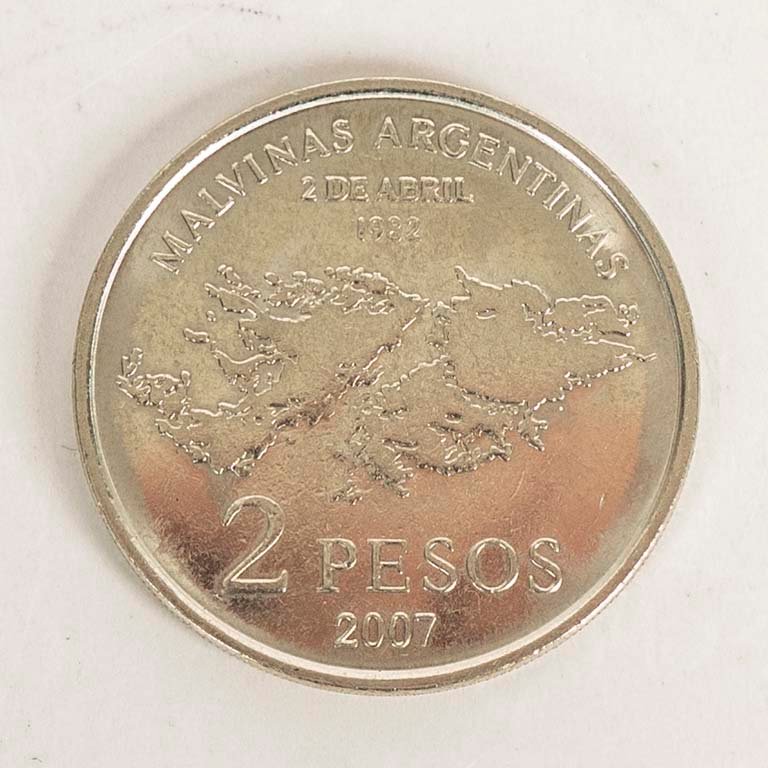 MALVINAS ARGENTINAS
2 DE ABRIL
1982
2 PESOS
2007